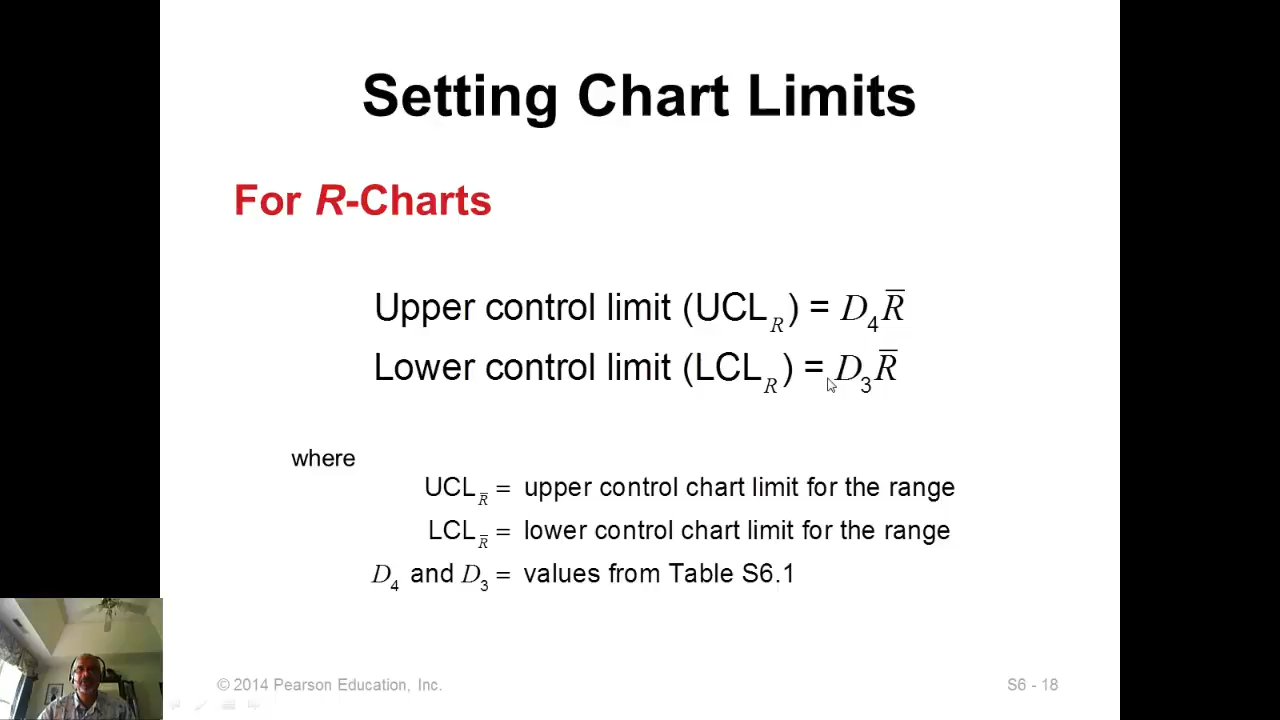 Setting Chart Limits
For R-Charts
Upper control limit (UCL_R) = D₄R̄
Lower control limit (LCL_R) = D₃R̄
where
UCL_R̄ = upper control chart limit for the range
LCL_R̄ = lower control chart limit for the range
D₄ and D₃ = values from Table S6.1
© 2014 Pearson Education, Inc.
S6 - 18